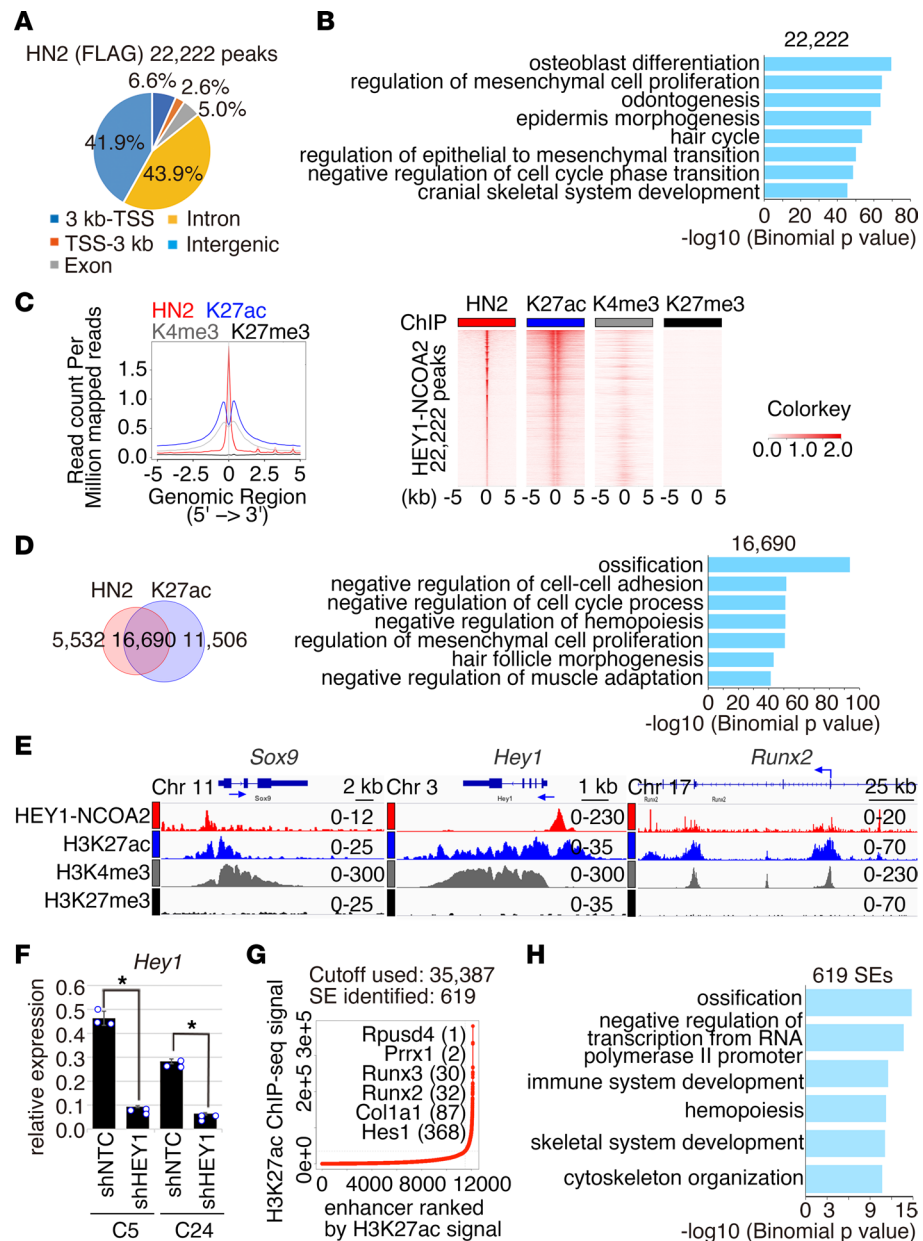 A
HN2 (FLAG) 22,222 peaks
6.6%
2.6%
5.0%
41.9%
43.9%
3 kb-TSS
Intron
TSS-3 kb
Intergenic
Exon
B
22,222
osteoblast differentiation
regulation of mesenchymal cell proliferation
odontogenesis
epidermis morphogenesis
hair cycle
regulation of epithelial to mesenchymal transition
negative regulation of cell cycle phase transition
cranial skeletal system development
0 20 40 60 80
-log10 (Binomial p value)
C
HN2 K27ac
K4me3 K27me3
Read count Per
Million mapped reads
1.5
1.0
0.5
0.0
-5 -2.5 0 2.5 5
Genomic Region
(5' –> 3')
HN2 K27ac K4me3 K27me3
ChIP
HEY1-NCOA2
22,222 peaks
(kb) -5 0 5 -5 0 5 -5 0 5 -5 0 5
Colorkey
0.0 1.0 2.0
D
HN2 K27ac
5,532 16,690 11,506
16,690
ossification
negative regulation of cell-cell adhesion
negative regulation of cell cycle process
negative regulation of hemopoiesis
regulation of mesenchymal cell proliferation
hair follicle morphogenesis
negative regulation of muscle adaptation
0 20 40 60 80 100
-log10 (Binomial p value)
E
Sox9 Hey1 Runx2
Chr 11 2 kb Chr 3 1 kb Chr 17 25 kb
Sox9 Hey1 Runx2 Runx2
HEY1-NCOA2 0-12 0-230 0-20
H3K27ac 0-25 0-35 0-70
H3K4me3 0-300 0-300 0-230
H3K27me3 0-25 0-35 0-70
F
Hey1
relative expression
0.6
0.5
0.4
0.3
0.2
0.1
0.0
* *
shNTC shHEY1 shNTC shHEY1
C5 C24
G
Cutoff used: 35,387
SE identified: 619
H3K27ac ChIP-seq signal
3e+5
2e+5
1e+5
0e+0
Rpusd4 (1)
Prrx1 (2)
Runx3 (30)
Runx2 (32)
Col1a1 (87)
Hes1 (368)
0 4000 8000 12000
enhancer ranked
by H3K27ac signal
H
619 SEs
ossification
negative regulation of
transcription from RNA
polymerase II promoter
immune system development
hemopoiesis
skeletal system development
cytoskeleton organization
0 3 6 9 12 15
-log10 (Binomial p value)